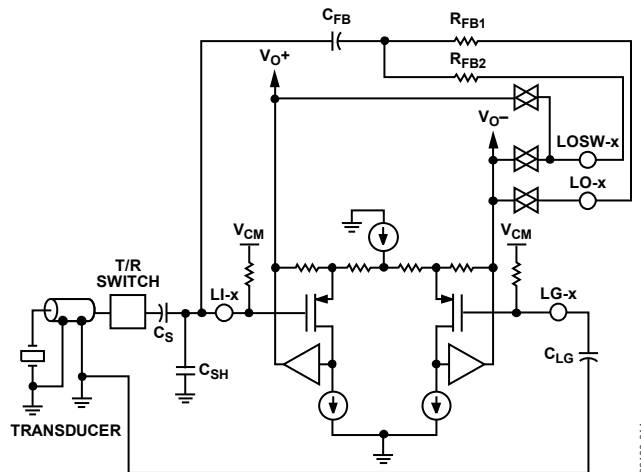 CFB
RFB1
RFB2
VO+
VO–
LOSW-x
LO-x
VCM
VCM
T/R
SWITCH
LI-x
LG-x
CS
CSH
CLG
TRANSDUCER